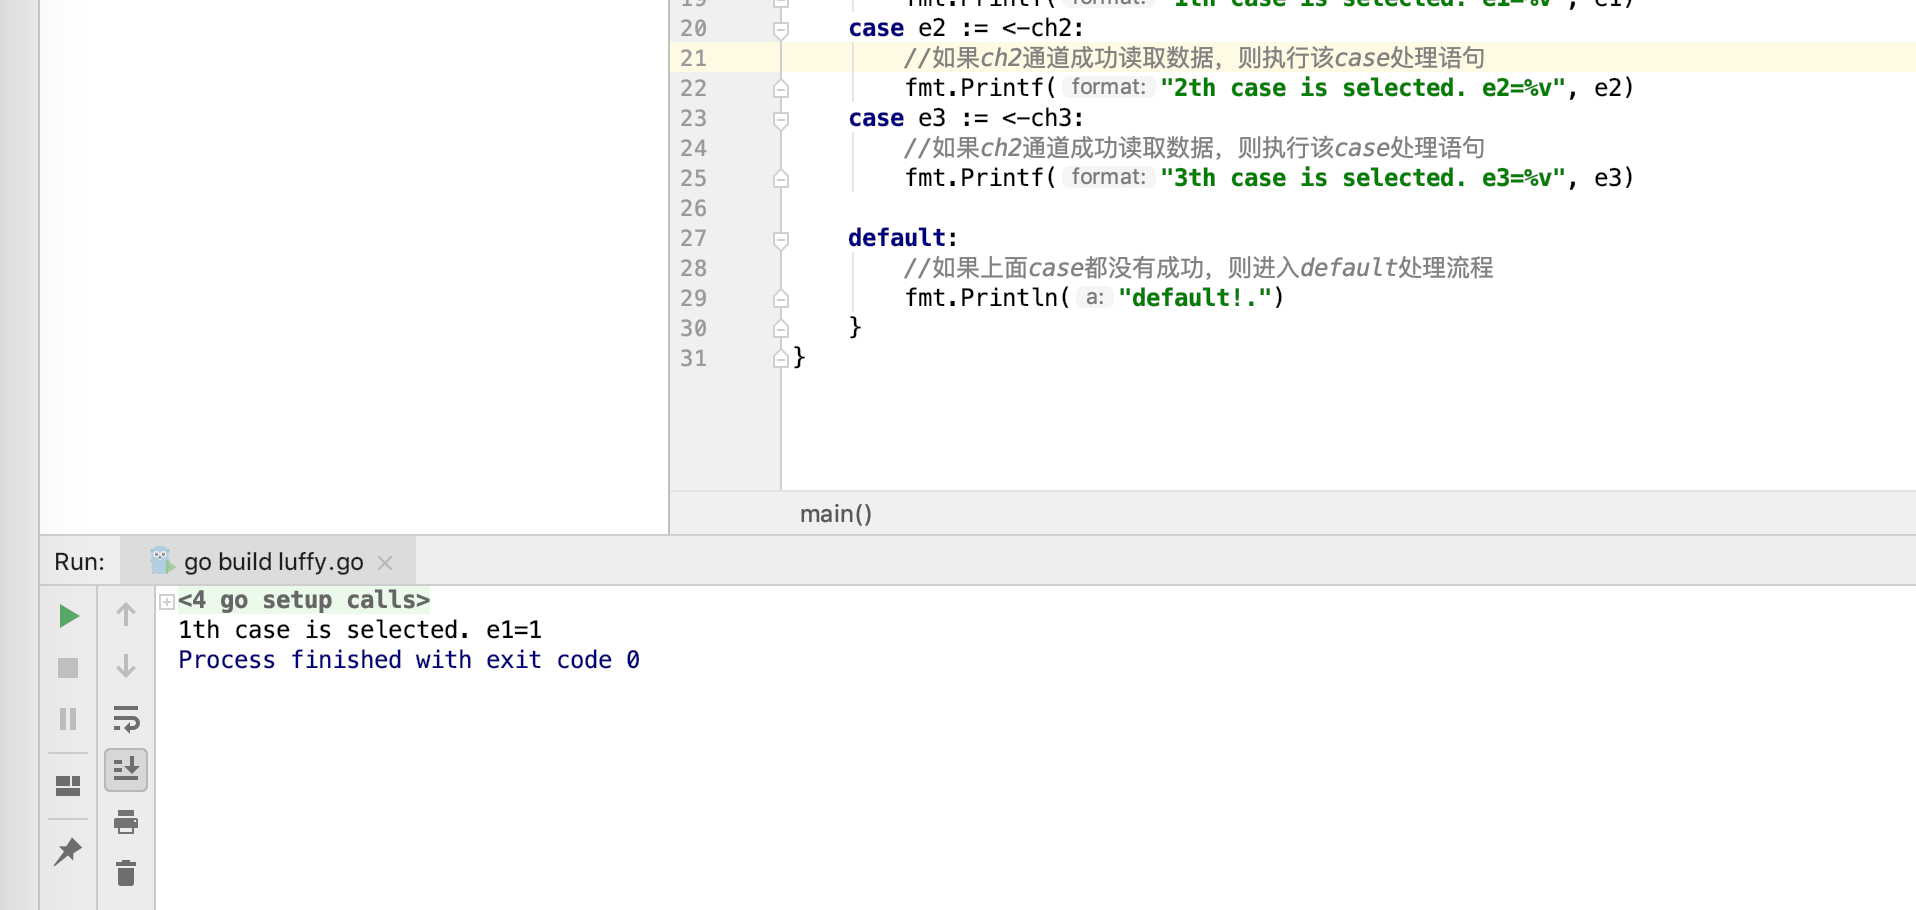 19 fmt.Printf( format: "1th case is selected. e1=%v", e1)
20 case e2 := <-ch2:
21 //如果ch2通道成功读取数据，则执行该case处理语句
22 fmt.Printf( format: "2th case is selected. e2=%v", e2)
23 case e3 := <-ch3:
24 //如果ch2通道成功读取数据，则执行该case处理语句
25 fmt.Printf( format: "3th case is selected. e3=%v", e3)
26
27 default:
28 //如果上面case都没有成功，则进入default处理流程
29 fmt.Println( a: "default!.")
30 }
31 }
main()
Run: go build luffy.go
<4 go setup calls>
1th case is selected. e1=1
Process finished with exit code 0